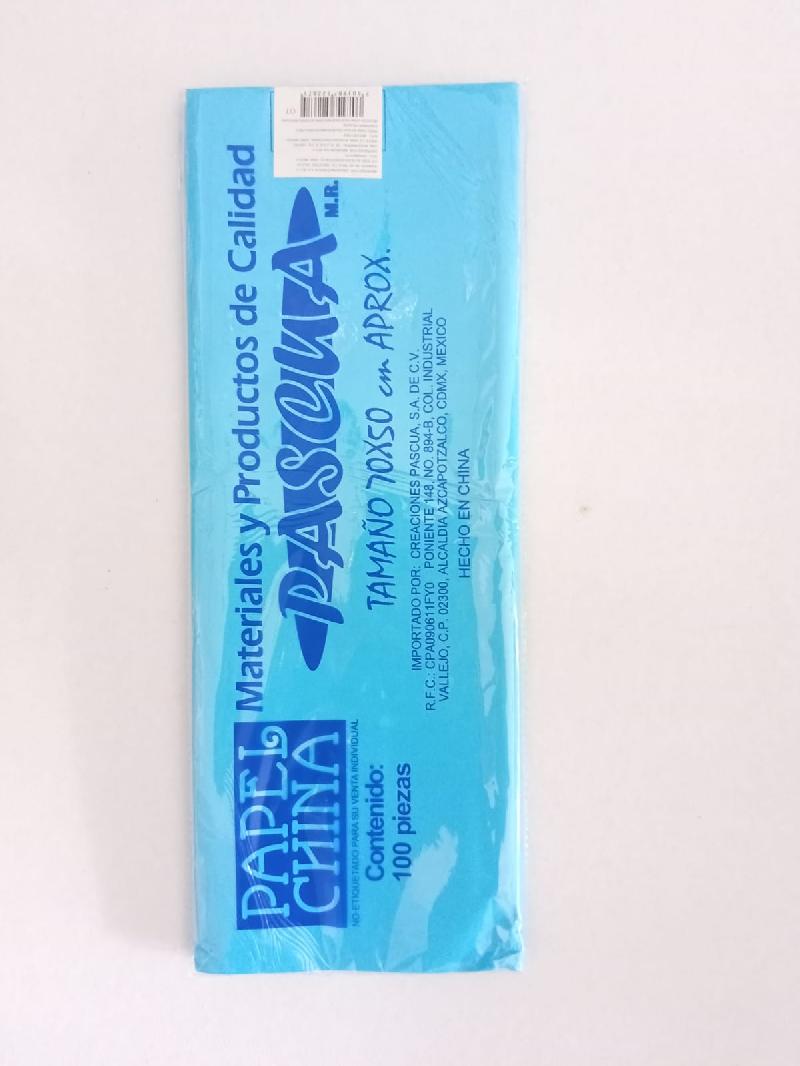 PAPEL
CHINA
NO ETIQUETADO PARA SU VENTA INDIVIDUAL
Contenido:
100 piezas
Materiales y Productos de Calidad
PASCUA
M.R.
TAMAÑO 70X50 cm APROX.
IMPORTADO POR: CREACIONES PASCUA, S.A. DE C.V.
R.F.C.: CPA090611FY0 PONIENTE 148, NO. 894-B, COL. INDUSTRIAL
VALLEJO, C.P. 02300, ALCALDIA AZCAPOTZALCO, CDMX, MEXICO
HECHO EN CHINA